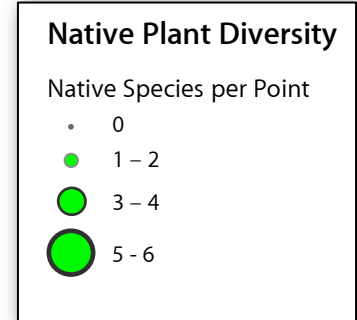 Native Plant Diversity
Native Species per Point
0
1 – 2
3 – 4
5 - 6